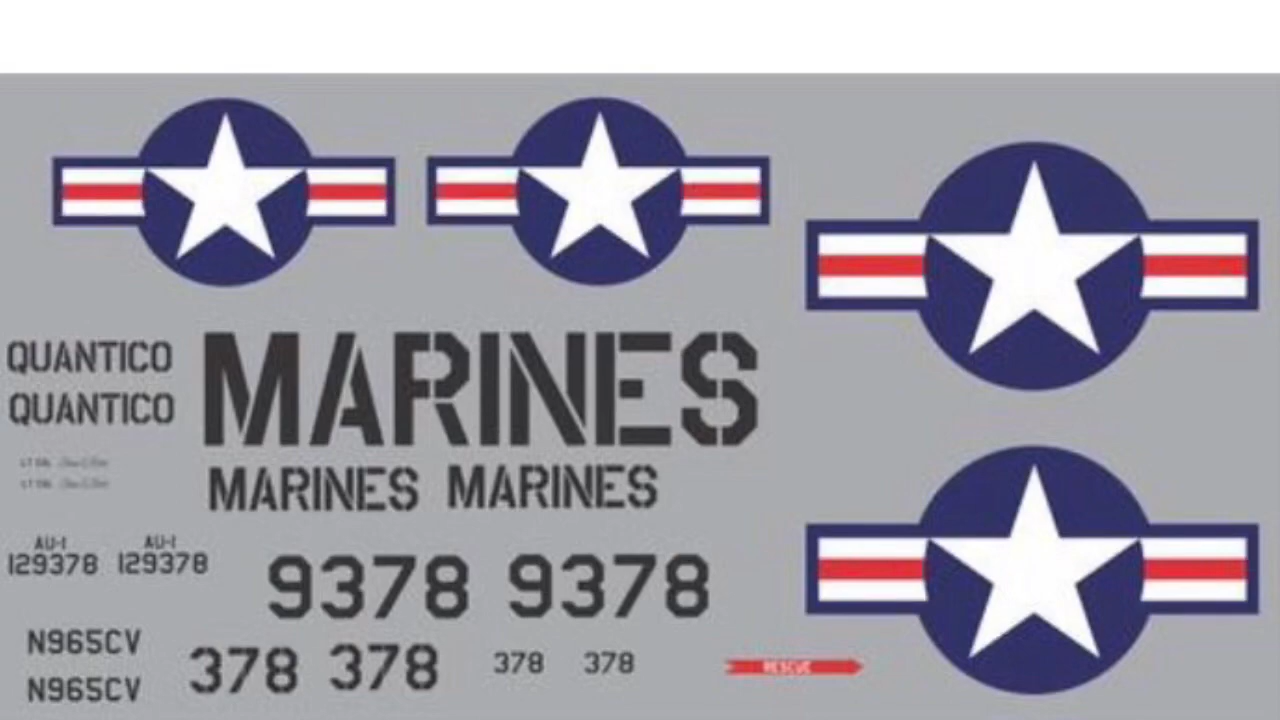 QUANTICO
QUANTICO
MARINES
MARINES MARINES
AU-1 AU-1
129378 129378
9378 9378
N965CV
N965CV
378 378
378 378
RESCUE